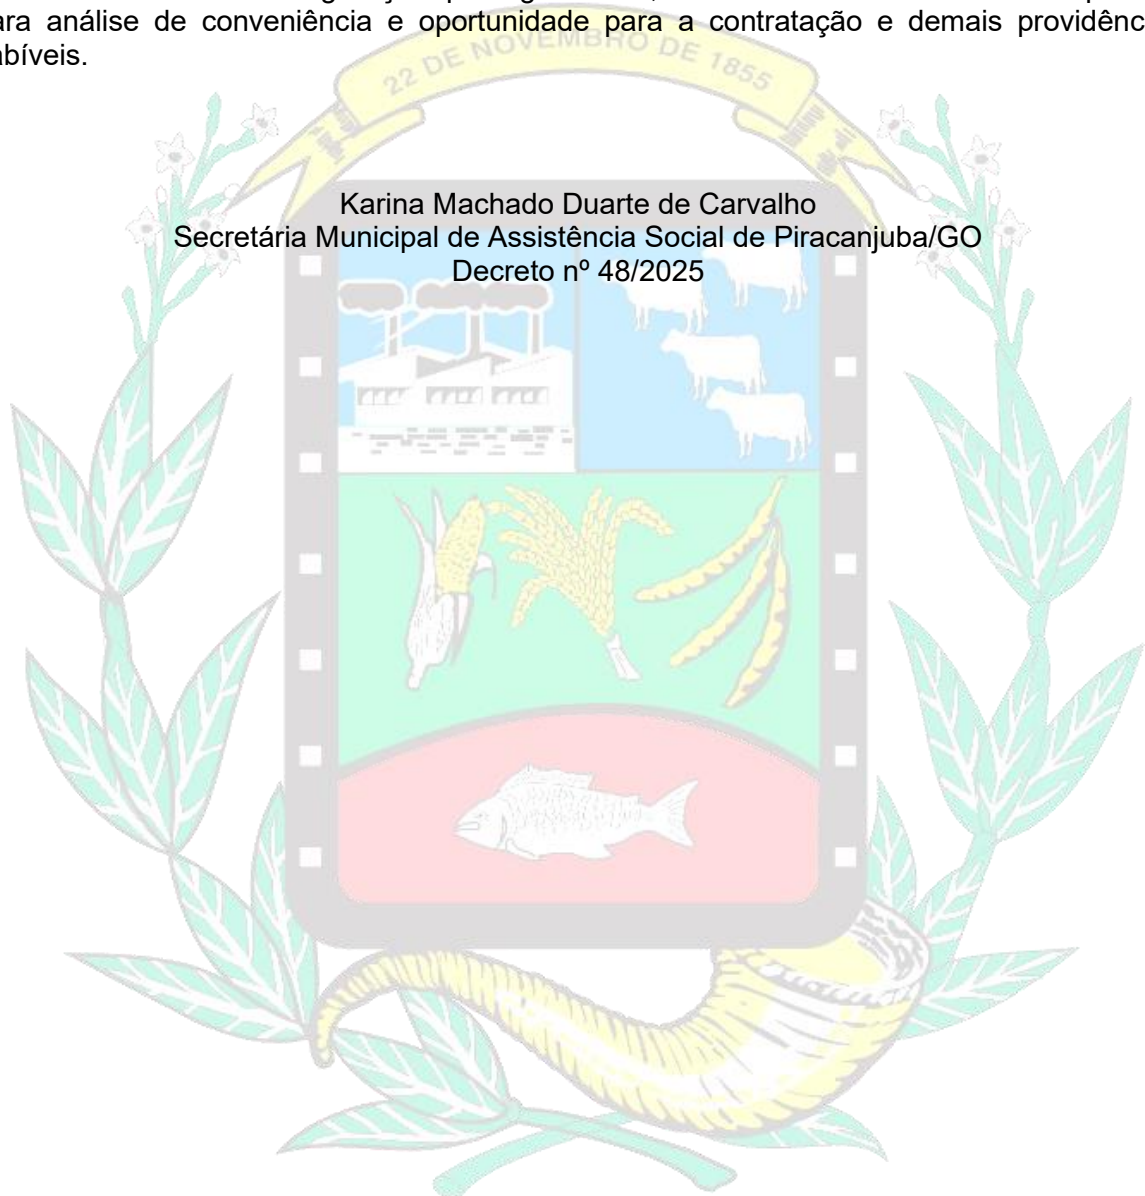 para análise de conveniência e oportunidade para a contratação e demais
cabíveis.
22 DE NOVEMBRO DE 1855
Karina Machado Duarte de Carvalho
Secretária Municipal de Assistência Social de Piracanjuba/GO
Decreto nº 48/2025